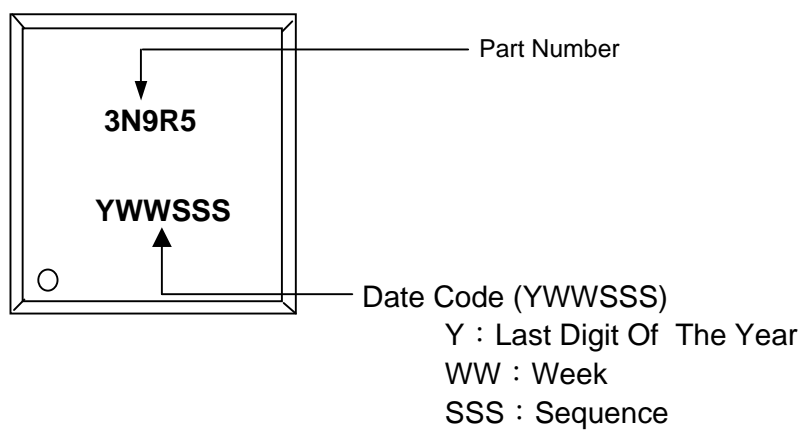 Part Number
3N9R5
YWWSSS
Date Code (YWWSSS)
Y：Last Digit Of The Year
WW：Week
SSS：Sequence